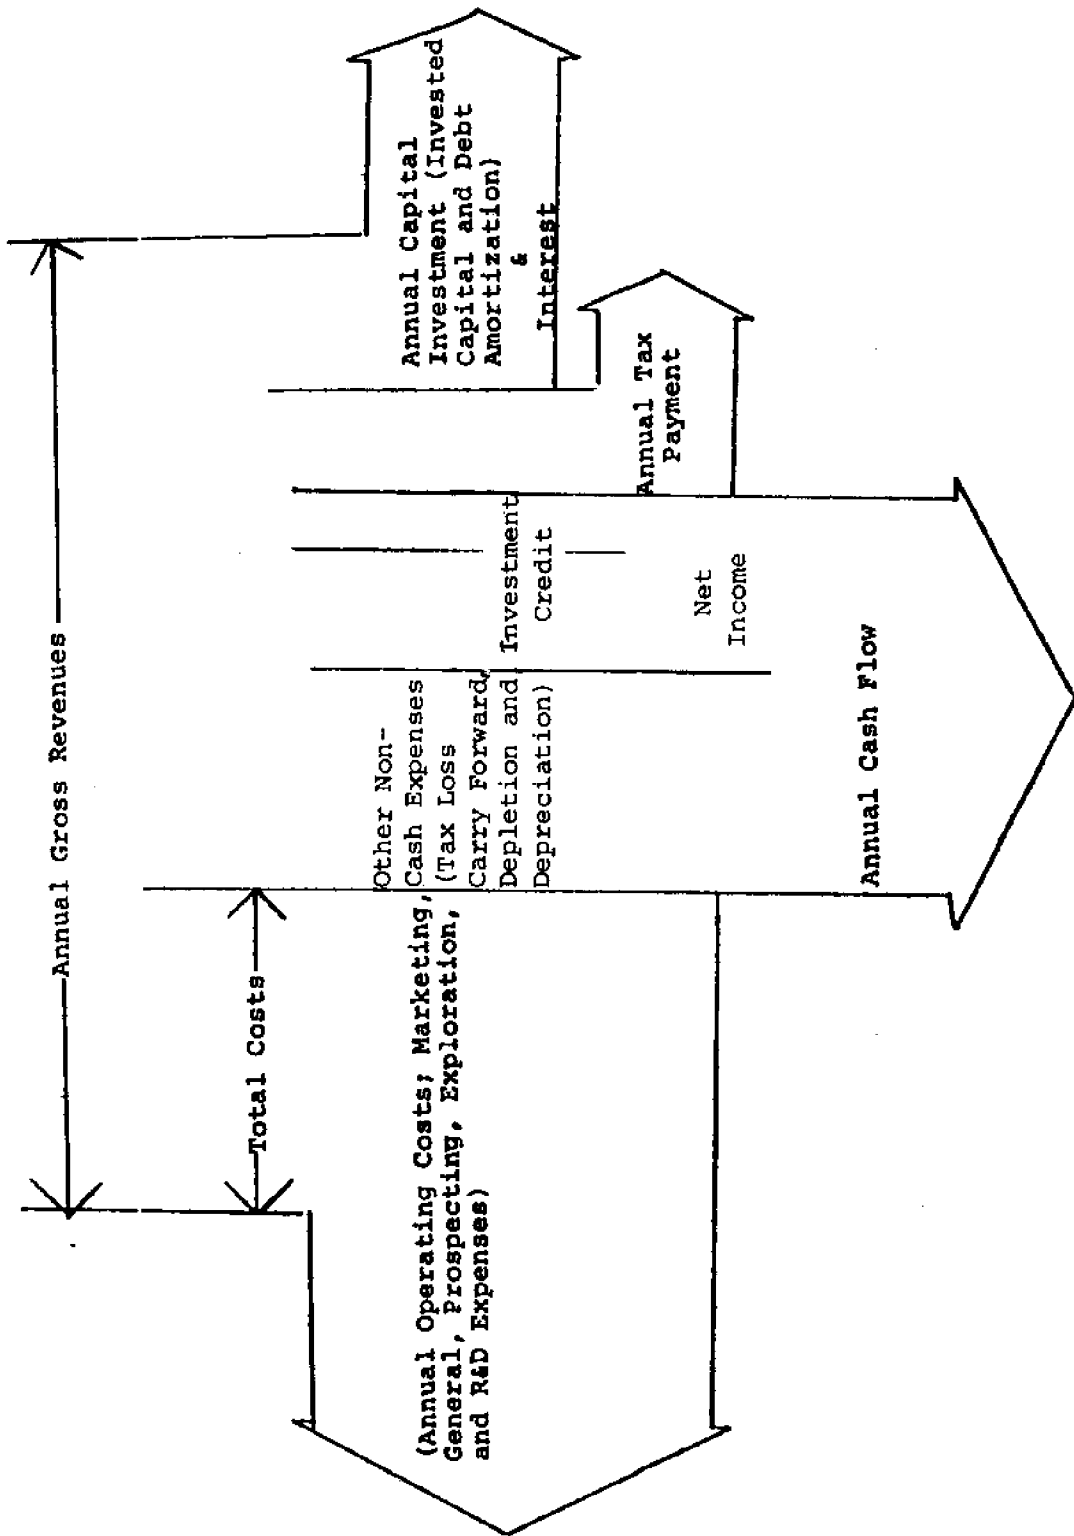 Annual Gross Revenues
Total Costs
(Annual Operating Costs; Marketing,
General, Prospecting, Exploration,
and R&D Expenses)
Other Non-
Cash Expenses
(Tax Loss
Carry Forward,
Depletion and
Depreciation)
Investment
Credit
Net
Income
Annual Cash Flow
Annual Tax
Payment
Annual Capital
Investment (Invested
Capital and Debt
Amortization)
&
Interest